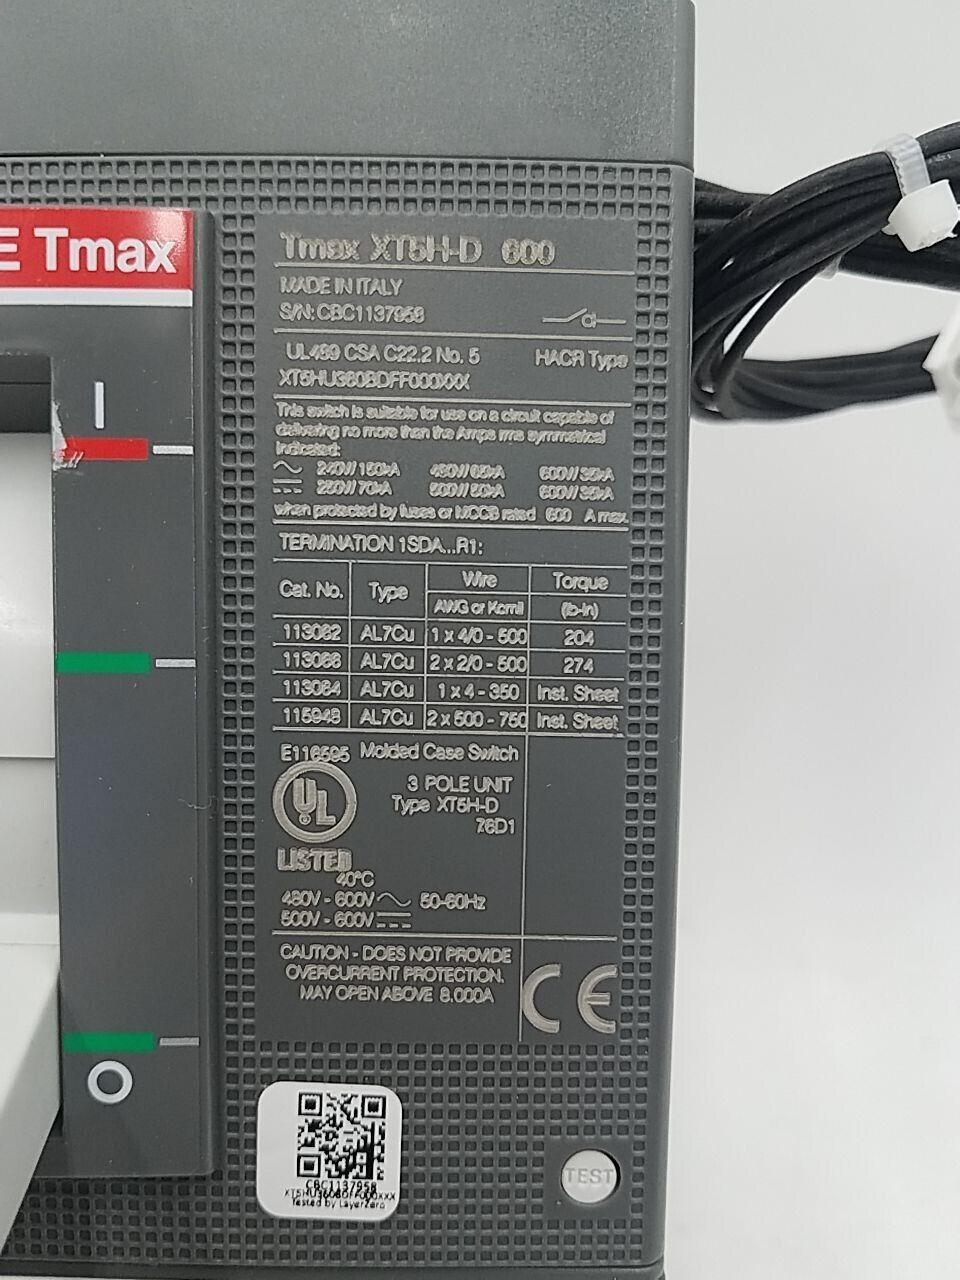 E Tmax
I
O
Tmax XT5H-D 600
MADE IN ITALY
S/N: CBC1137958
UL489 CSA C22.2 No. 5 HACR Type
XT5HU360BDFF000XXX
This switch is suitable for use on a circuit capable of
delivering no more than the Amps rms symmetrical
indicated:
240V/150kA 480V/65kA 600V/35kA
250V/70kA 500V/50kA 600V/35kA
when protected by fuses or MCCB rated 600 A max.
TERMINATION 1SDA...R1:
Cat. No. Type Wire Torque
AWG or Kcmil (lb-in)
113062 AL7Cu 1 x 4/0 - 500 204
113066 AL7Cu 2 x 2/0 - 500 274
113064 AL7Cu 1 x 4 - 350 Inst. Sheet
115948 AL7Cu 2 x 500 - 750 Inst. Sheet
E116595 Molded Case Switch
3 POLE UNIT
Type XT5H-D
76D1
UL
LISTED
40°C
480V - 600V 50-60Hz
500V - 600V
CAUTION - DOES NOT PROVIDE
OVERCURRENT PROTECTION.
MAY OPEN ABOVE 8.000A
CE
CBC1137958
XT5HU360BDFF000XXX
Tested by LayerZero
TEST